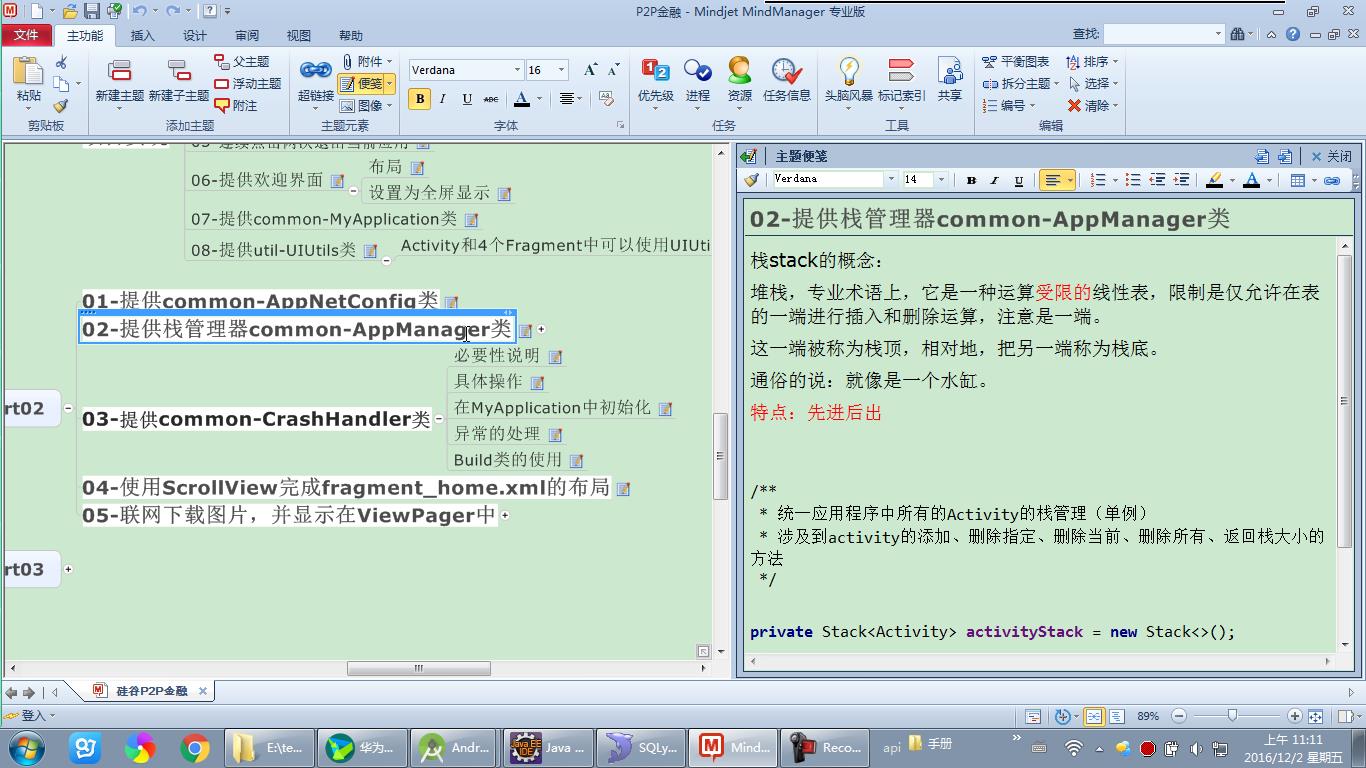 P2P金融 - Mindjet MindManager 专业版
文件 主功能 插入 设计 审阅 视图 帮助 查找:
粘贴
剪贴板
新建主题 新建子主题 父主题 浮动主题 附注
添加主题
超链接 附件 便笺 图像
主题元素
Verdana 16
B I U ABC A
字体
优先级 进程 资源 任务信息
任务
头脑风暴 标记索引 共享
工具
平衡图表 拆分主题 编号 排序 选择 清除
编辑
06-提供欢迎界面
布局
设置为全屏显示
07-提供common-MyApplication类
08-提供util-UIUtils类
Activity和4个Fragment中可以使用UIUti
01-提供common-AppNetConfig类
02-提供栈管理器common-AppManager类
rt02
03-提供common-CrashHandler类
必要性说明
具体操作
在MyApplication中初始化
异常的处理
Build类的使用
04-使用ScrollView完成fragment_home.xml的布局
05-联网下载图片，并显示在ViewPager中
rt03
主题便笺 关闭
Verdana 14 B I U A
02-提供栈管理器common-AppManager类
栈stack的概念：
堆栈，专业术语上，它是一种运算受限的线性表，限制是仅允许在表
的一端进行插入和删除运算，注意是一端。
这一端被称为栈顶，相对地，把另一端称为栈底。
通俗的说：就像是一个水缸。
特点：先进后出
/**
* 统一应用程序中所有的Activity的栈管理（单例）
* 涉及到activity的添加、删除指定、删除当前、删除所有、返回栈大小的
方法
*/
private Stack<Activity> activityStack = new Stack<>();
硅谷P2P金融
登入 89%
E:\te... 华为... Andr... Java ... SQLy... Mind... Reco... api 手册
上午 11:11
2016/12/2 星期五